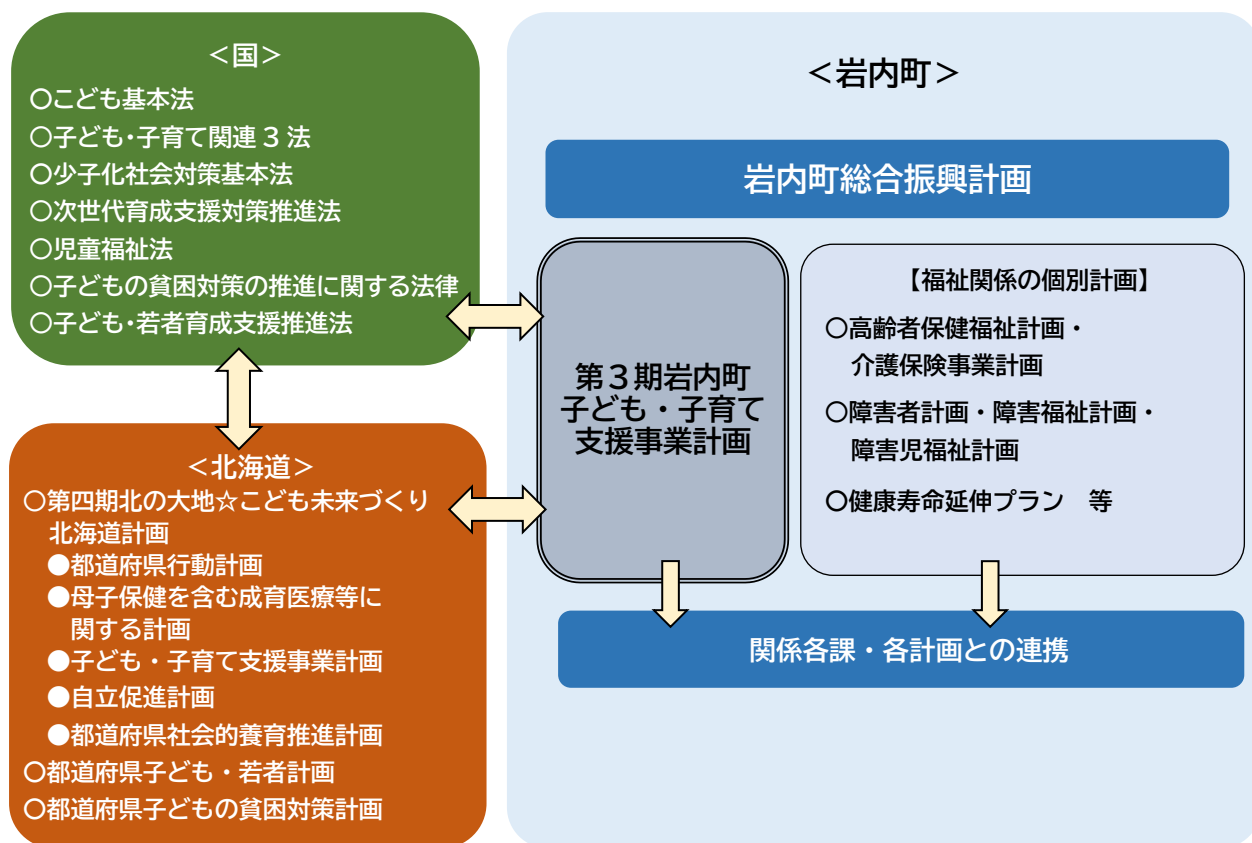 ＜国＞
○こども基本法
○子ども・子育て関連３法
○少子化社会対策基本法
○次世代育成支援対策推進法
○児童福祉法
○子どもの貧困対策の推進に関する法律
○子ども・若者育成支援推進法
＜北海道＞
○第四期北の大地☆こども未来づくり
北海道計画
●都道府県行動計画
●母子保健を含む成育医療等に
関する計画
●子ども・子育て支援事業計画
●自立促進計画
●都道府県社会的養育推進計画
○都道府県子ども・若者計画
○都道府県子どもの貧困対策計画
＜岩内町＞
岩内町総合振興計画
第３期岩内町
子ども・子育て
支援事業計画
【福祉関係の個別計画】
○高齢者保健福祉計画・
介護保険事業計画
○障害者計画・障害福祉計画・
障害児福祉計画
○健康寿命延伸プラン　等
関係各課・各計画との連携